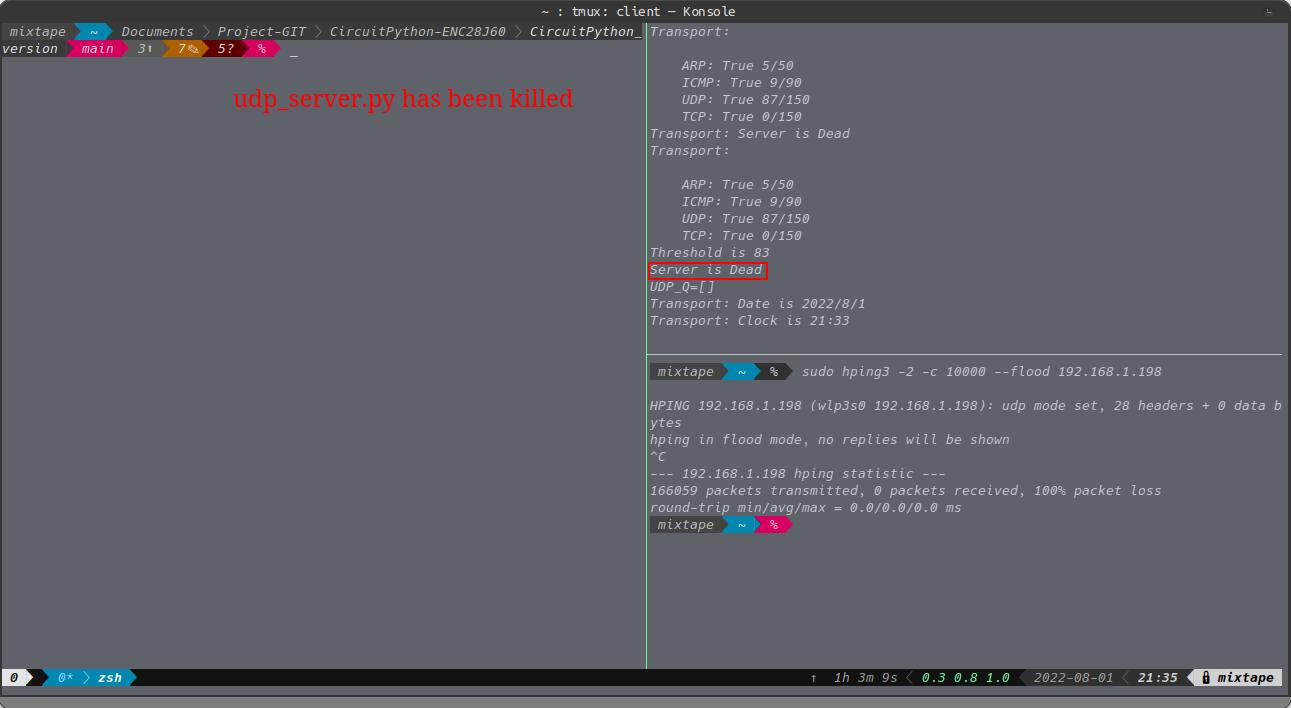 ~ : tmux: client — Konsole
mixtape ~ Documents Project-GIT CircuitPython-ENC28J60 CircuitPython_
version main 3⬆ 7✎ 5? % _
udp_server.py has been killed
Transport:
ARP: True 5/50
ICMP: True 9/90
UDP: True 87/150
TCP: True 0/150
Transport: Server is Dead
Transport:
ARP: True 5/50
ICMP: True 9/90
UDP: True 87/150
TCP: True 0/150
Threshold is 83
Server is Dead
UDP_Q=[]
Transport: Date is 2022/8/1
Transport: Clock is 21:33
mixtape ~ % sudo hping3 -2 -c 10000 --flood 192.168.1.198
HPING 192.168.1.198 (wlp3s0 192.168.1.198): udp mode set, 28 headers + 0 data b
ytes
hping in flood mode, no replies will be shown
^C
--- 192.168.1.198 hping statistic ---
166059 packets transmitted, 0 packets received, 100% packet loss
round-trip min/avg/max = 0.0/0.0/0.0 ms
mixtape ~ %
0 0* zsh ↑ 1h 3m 9s 0.3 0.8 1.0 2022-08-01 21:35 mixtape